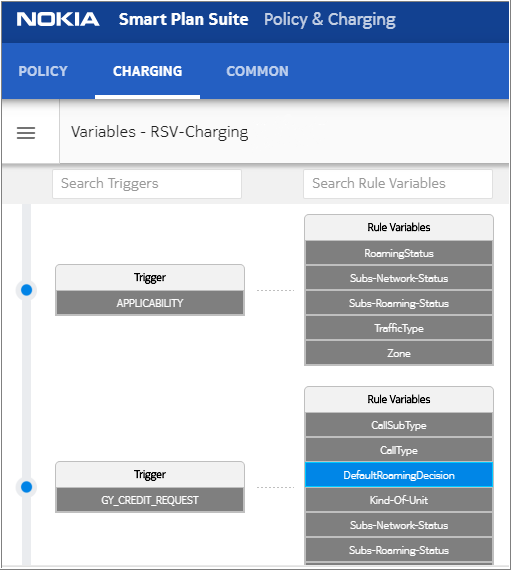 NOKIA Smart Plan Suite Policy & Charging
POLICY CHARGING COMMON
Variables - RSV-Charging
Search Triggers
Search Rule Variables
Trigger
APPLICABILITY
Rule Variables
RoamingStatus
Subs-Network-Status
Subs-Roaming-Status
TrafficType
Zone
Trigger
GY_CREDIT_REQUEST
Rule Variables
CallSubType
CallType
DefaultRoamingDecision
Kind-Of-Unit
Subs-Network-Status
Subs-Roaming-Status